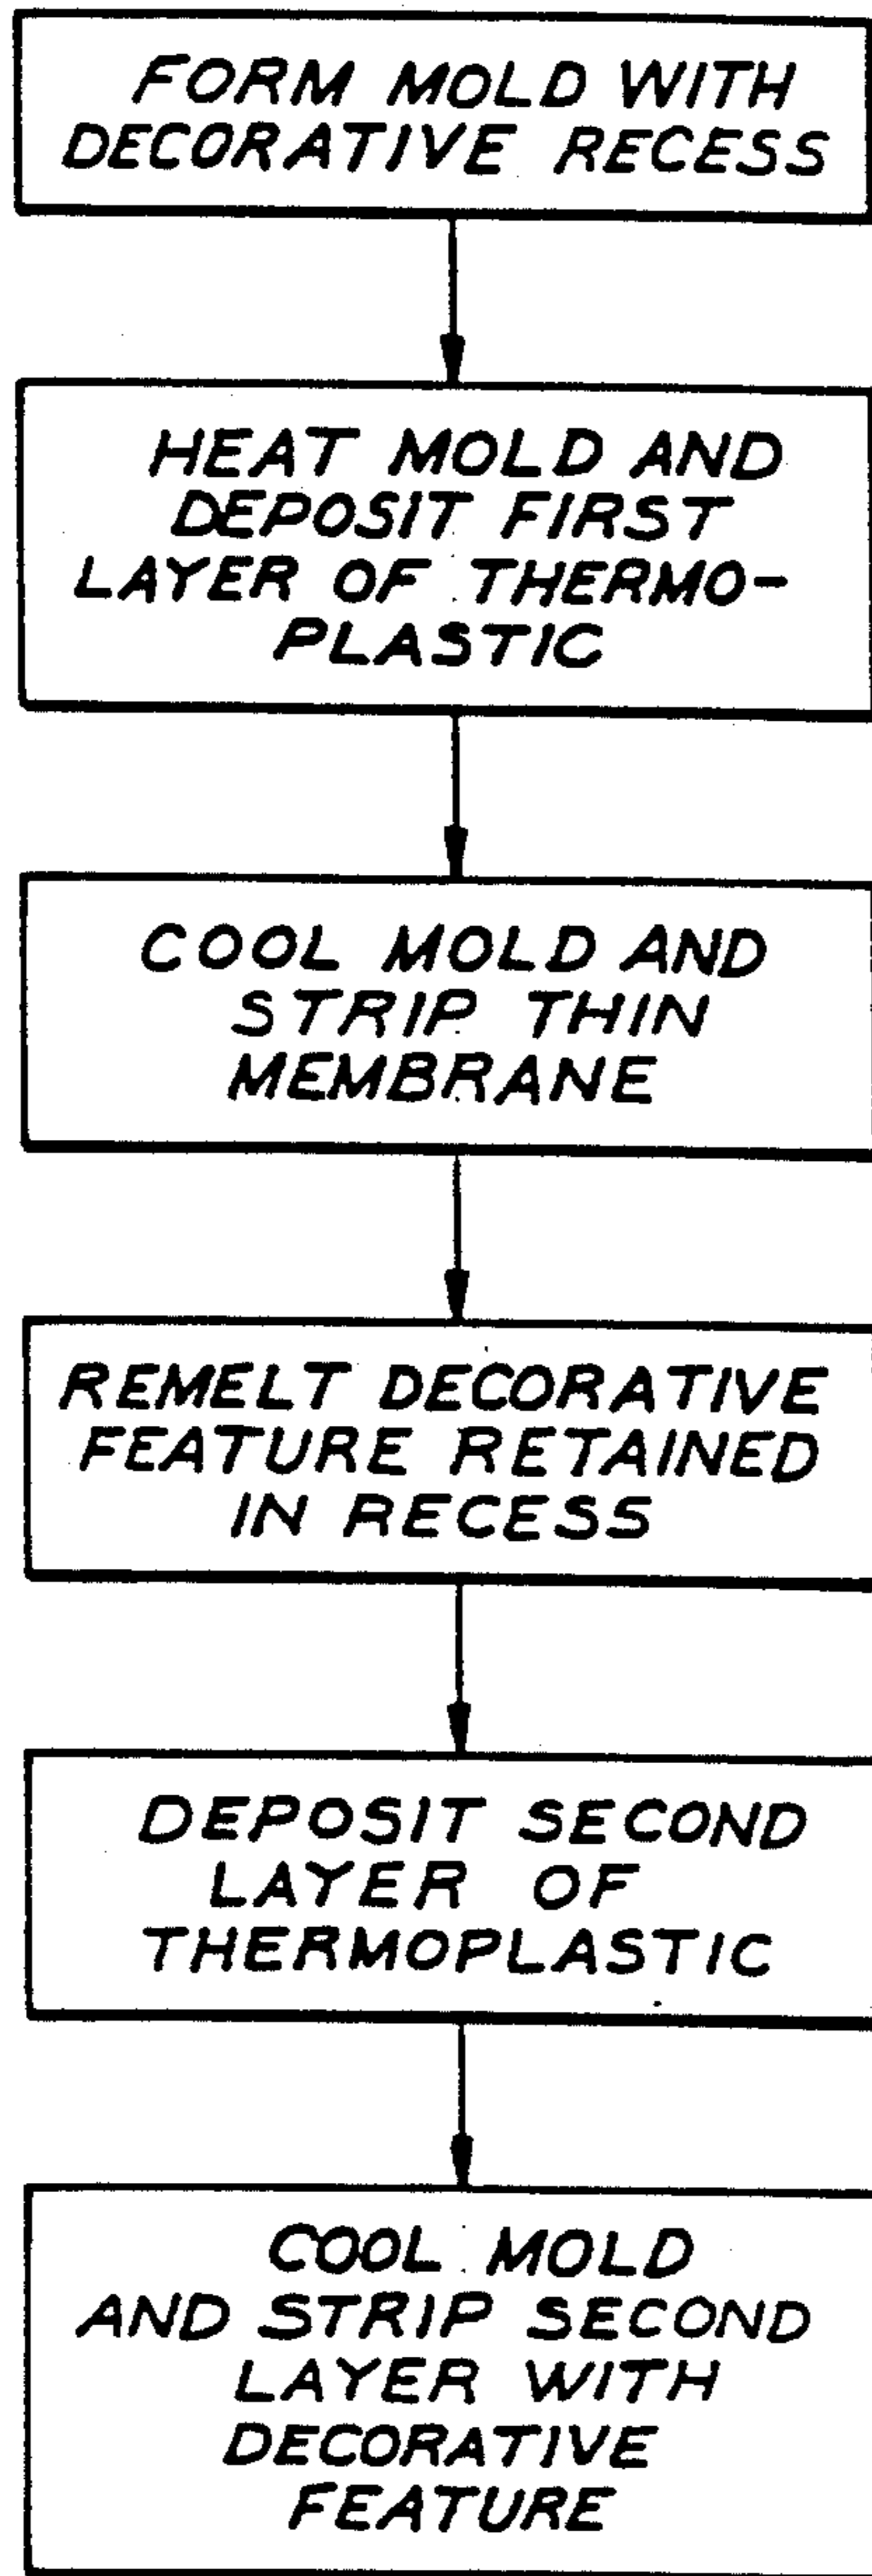 FORM MOLD WITH
DECORATIVE RECESS
HEAT MOLD AND
DEPOSIT FIRST
LAYER OF THERMO-
PLASTIC
COOL MOLD AND
STRIP THIN
MEMBRANE
REMELT DECORATIVE
FEATURE RETAINED
IN RECESS
DEPOSIT SECOND
LAYER OF
THERMOPLASTIC
COOL MOLD
AND STRIP SECOND
LAYER WITH
DECORATIVE
FEATURE